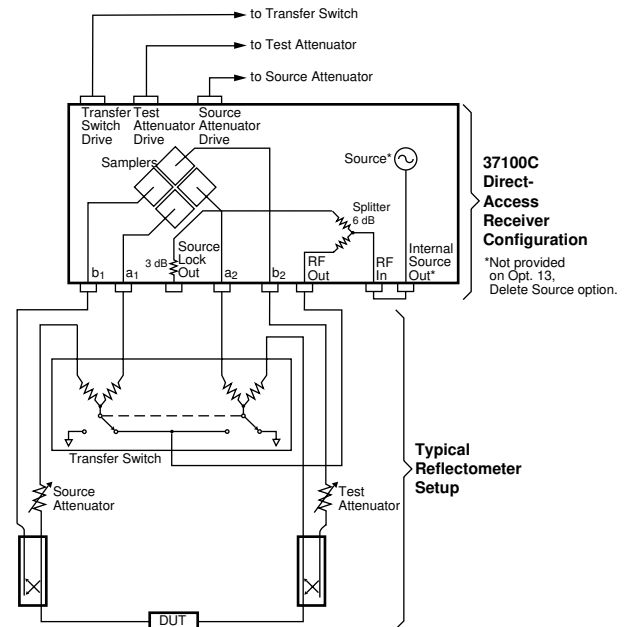 to Transfer Switch
to Test Attenuator
to Source Attenuator
Transfer
Switch
Drive
Test
Attenuator
Drive
Source
Attenuator
Drive
Samplers
Source*
Splitter
6 dB
Source
Lock
Out
3 dB
Internal
Source
Out*
RF
Out
RF
In
b1
a1
a2
b2
37100C
Direct-
Access
Receiver
Configuration
*Not provided
on Opt. 13,
Delete Source option.
Transfer Switch
Source
Attenuator
Test
Attenuator
Typical
Reflectometer
Setup
DUT